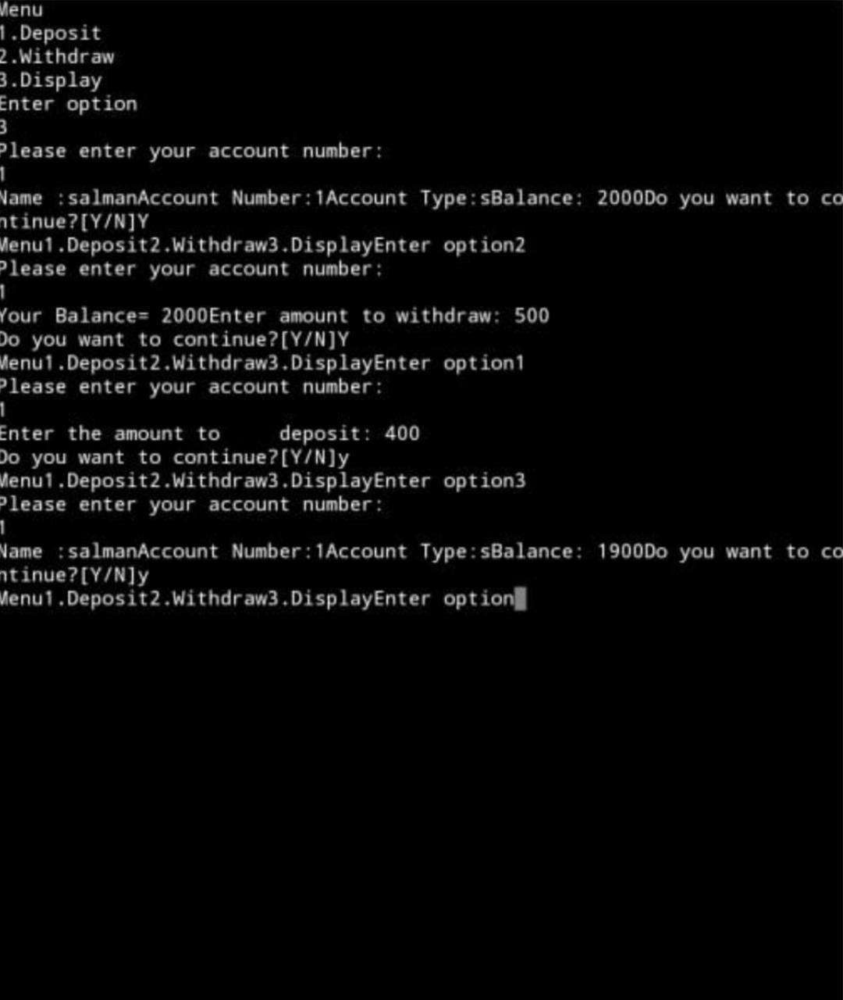 Menu
1.Deposit
2.Withdraw
3.Display
Enter option
3
Please enter your account number:
1
Name :salmanAccount Number:1Account Type:sBalance: 2000Do you want to co
ntinue?[Y/N]Y
Menu1.Deposit2.Withdraw3.DisplayEnter option2
Please enter your account number:
1
Your Balance= 2000Enter amount to withdraw: 500
Do you want to continue?[Y/N]Y
Menu1.Deposit2.Withdraw3.DisplayEnter option1
Please enter your account number:
1
Enter the amount to     deposit: 400
Do you want to continue?[Y/N]y
Menu1.Deposit2.Withdraw3.DisplayEnter option3
Please enter your account number:
1
Name :salmanAccount Number:1Account Type:sBalance: 1900Do you want to co
ntinue?[Y/N]y
Menu1.Deposit2.Withdraw3.DisplayEnter option